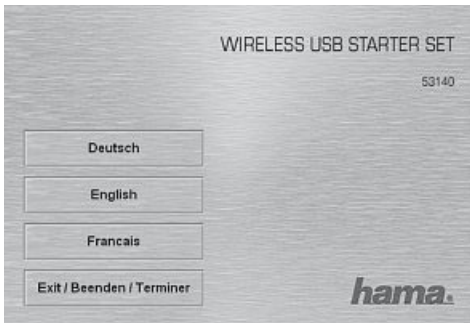 WIRELESS USB STARTER SET
53140
Deutsch
English
Francais
Exit / Beenden / Terminer
hama.